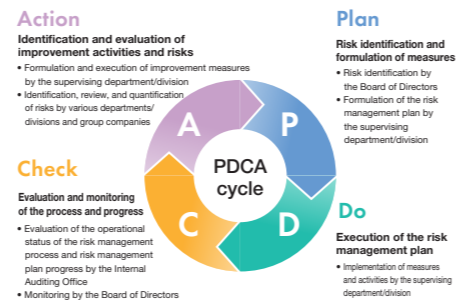 Action
Identification and evaluation of
improvement activities and risks
• Formulation and execution of improvement measures
by the supervising department/division
• Identification, review, and quantification
of risks by various departments/
divisions and group companies
Plan
Risk identification and
formulation of measures
• Risk identification by
the Board of Directors
• Formulation of the risk
management plan by
the supervising
department/division
A
P
PDCA
cycle
C
D
Check
Evaluation and monitoring
of the process and progress
• Evaluation of the operational
status of the risk management
process and risk management
plan progress by the Internal
Auditing Office
• Monitoring by the Board of Directors
Do
Execution of the risk
management plan
• Implementation of measures
and activities by the supervising
department/division